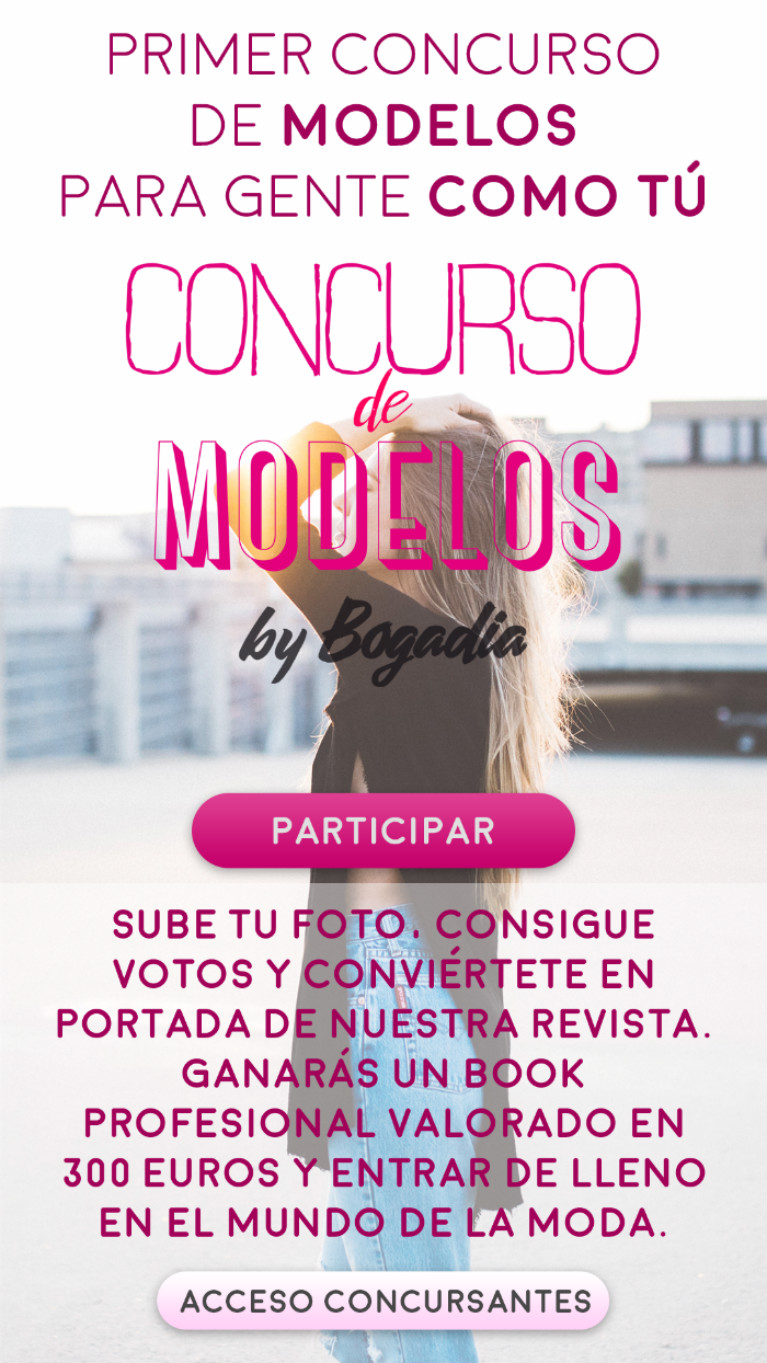 PRIMER CONCURSO
DE MODELOS
PARA GENTE COMO TÚ
CONCURSO
de
MODELOS
by Bogadia
PARTICIPAR
SUBE TU FOTO, CONSIGUE
VOTOS Y CONVIÉRTETE EN
PORTADA DE NUESTRA REVISTA.
GANARÁS UN BOOK
PROFESIONAL VALORADO EN
300 EUROS Y ENTRAR DE LLENO
EN EL MUNDO DE LA MODA.
ACCESO CONCURSANTES